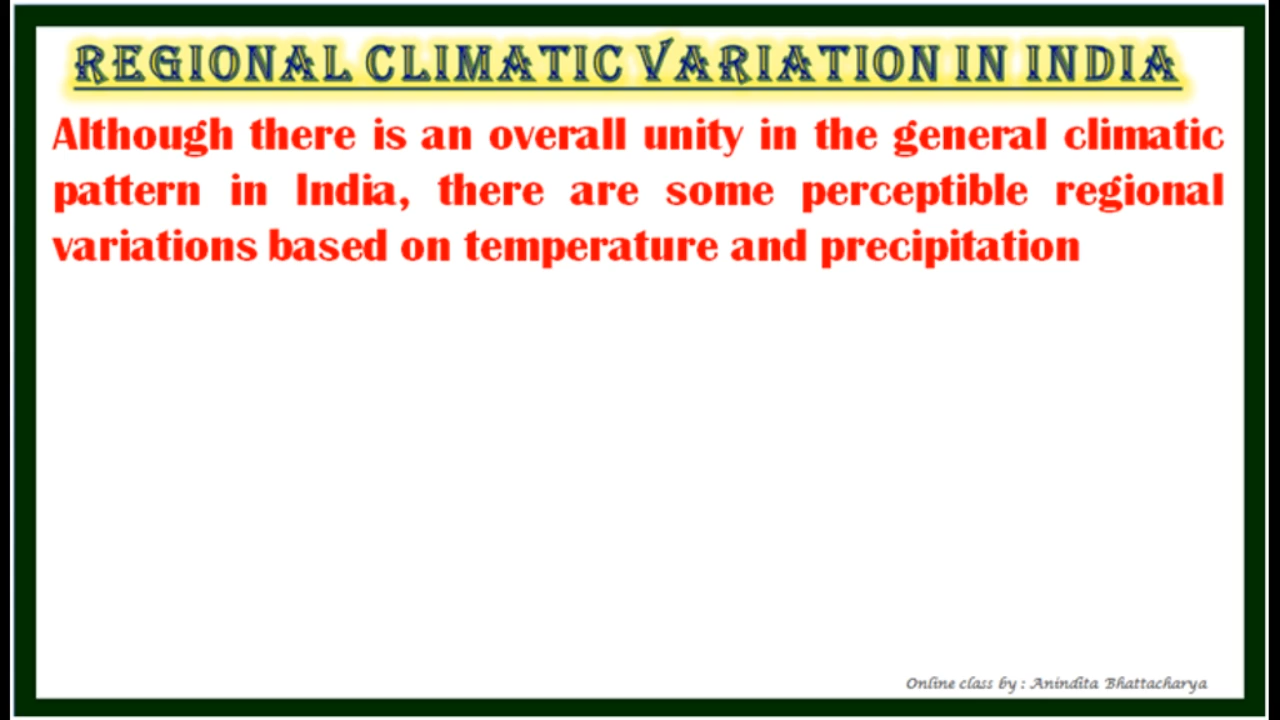 REGIONAL CLIMATIC VARIATION IN INDIA
Although there is an overall unity in the general climatic
pattern in India, there are some perceptible regional
variations based on temperature and precipitation
Online class by : Anindita Bhattacharya